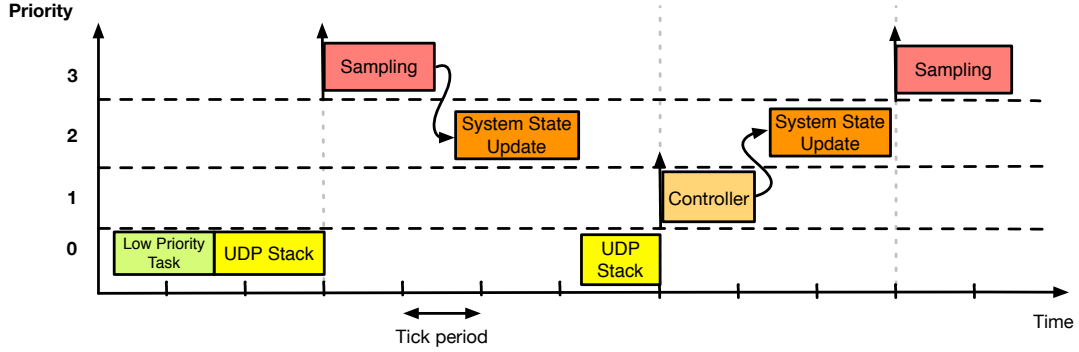 Priority
3
Sampling
Sampling
2
System State
Update
System State
Update
1
Controller
0
Low Priority
Task
UDP Stack
UDP
Stack
Tick period
Time